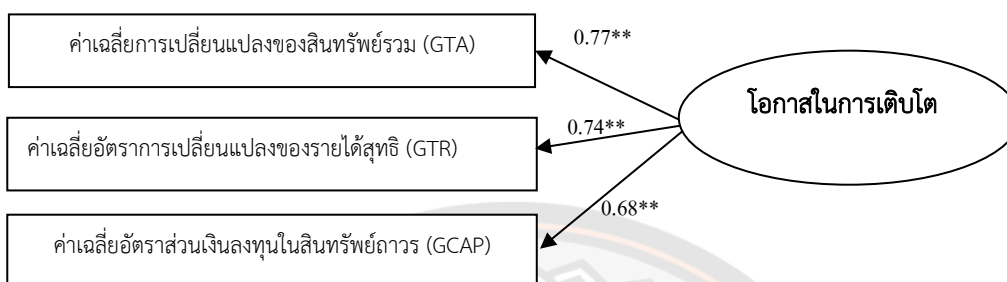 ค่าเฉลี่ยการเปลี่ยนแปลงของสินทรัพย์รวม (GTA)
0.77**
โอกาสในการเติบโต
ค่าเฉลี่ยอัตราการเปลี่ยนแปลงของรายได้สุทธิ (GTR)
0.74**
0.68**
ค่าเฉลี่ยอัตราส่วนเงินลงทุนในสินทรัพย์ถาวร (GCAP)